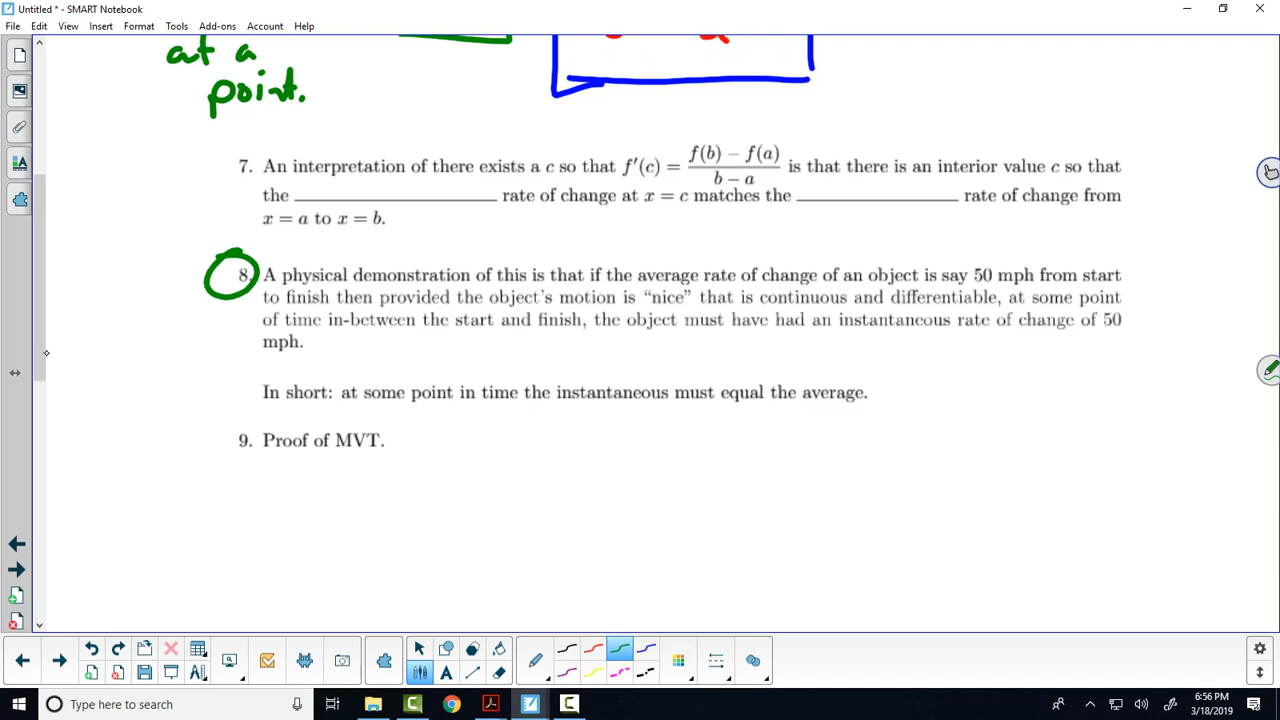 Untitled * - SMART Notebook
File Edit View Insert Format Tools Add-ons Account Help
at a
point.
7. An interpretation of there exists a c so that f'(c) = \frac{f(b) – f(a)}{b – a} is that there is an interior value c so that
the ____________________ rate of change at x = c matches the ________________ rate of change from
x = a to x = b.
8. A physical demonstration of this is that if the average rate of change of an object is say 50 mph from start
to finish then provided the object's motion is "nice" that is continuous and differentiable, at some point
of time in-between the start and finish, the object must have had an instantaneous rate of change of 50
mph.
In short: at some point in time the instantaneous must equal the average.
9. Proof of MVT.
Type here to search
6:56 PM
3/18/2019